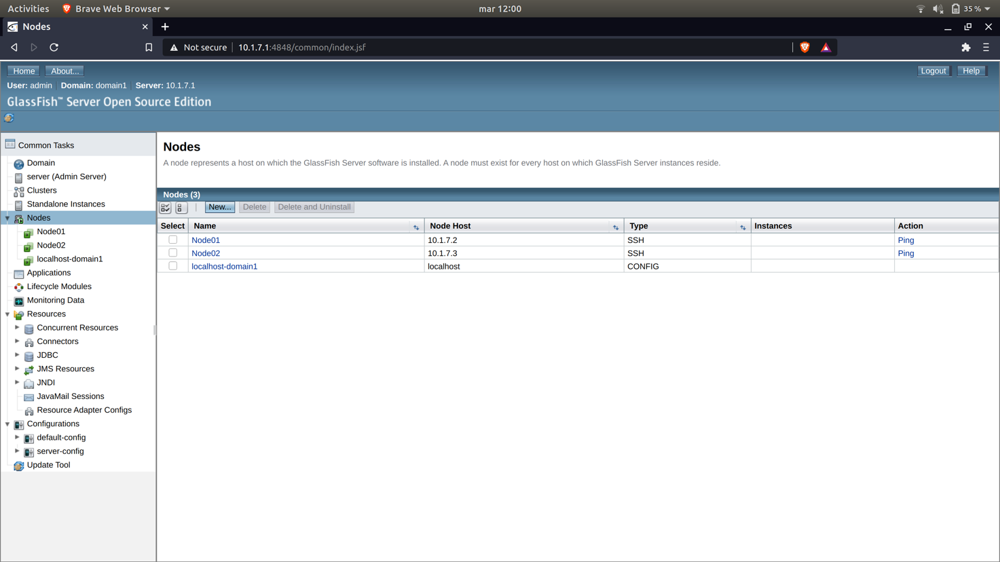 Activities Brave Web Browser mar 12:00 35 %
Nodes
Not secure 10.1.7.1:4848/common/index.jsf
Home About... Logout Help
User: admin Domain: domain1 Server: 10.1.7.1
GlassFish™ Server Open Source Edition
Common Tasks
Domain
server (Admin Server)
Clusters
Standalone Instances
Nodes
Node01
Node02
localhost-domain1
Applications
Lifecycle Modules
Monitoring Data
Resources
Concurrent Resources
Connectors
JDBC
JMS Resources
JNDI
JavaMail Sessions
Resource Adapter Configs
Configurations
default-config
server-config
Update Tool
Nodes
A node represents a host on which the GlassFish Server software is installed. A node must exist for every host on which GlassFish Server instances reside.
Nodes (3)
New... Delete Delete and Uninstall
Select Name Node Host Type Instances Action
Node01 10.1.7.2 SSH Ping
Node02 10.1.7.3 SSH Ping
localhost-domain1 localhost CONFIG